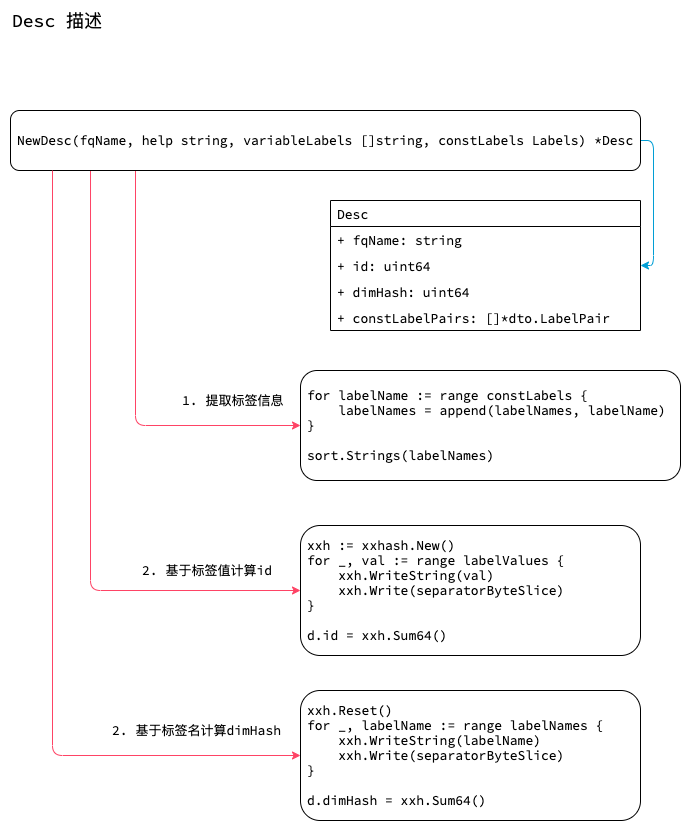 Desc 描述
NewDesc(fqName, help string, variableLabels []string, constLabels Labels) *Desc
Desc
+ fqName: string
+ id: uint64
+ dimHash: uint64
+ constLabelPairs: []*dto.LabelPair
1. 提取标签信息
for labelName := range constLabels {
    labelNames = append(labelNames, labelName)
}
sort.Strings(labelNames)
2. 基于标签值计算id
xxh := xxhash.New()
for _, val := range labelValues {
    xxh.WriteString(val)
    xxh.Write(separatorByteSlice)
}
d.id = xxh.Sum64()
2. 基于标签名计算dimHash
xxh.Reset()
for _, labelName := range labelNames {
    xxh.WriteString(labelName)
    xxh.Write(separatorByteSlice)
}
d.dimHash = xxh.Sum64()